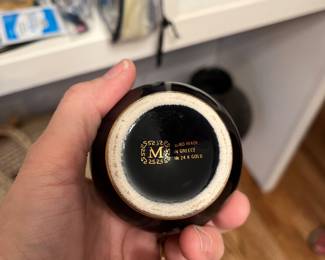 M
HAND MADE
IN GREECE
IN 24 K GOLD